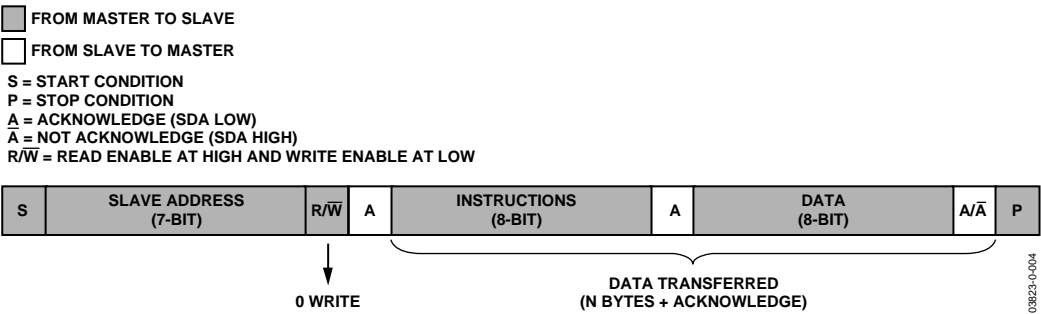 FROM MASTER TO SLAVE
FROM SLAVE TO MASTER
S = START CONDITION
P = STOP CONDITION
A = ACKNOWLEDGE (SDA LOW)
A̅ = NOT ACKNOWLEDGE (SDA HIGH)
R/W̅ = READ ENABLE AT HIGH AND WRITE ENABLE AT LOW
S
SLAVE ADDRESS
(7-BIT)
R/W̅
A
INSTRUCTIONS
(8-BIT)
A
DATA
(8-BIT)
A/A̅
P
0 WRITE
DATA TRANSFERRED
(N BYTES + ACKNOWLEDGE)
03823-0-004